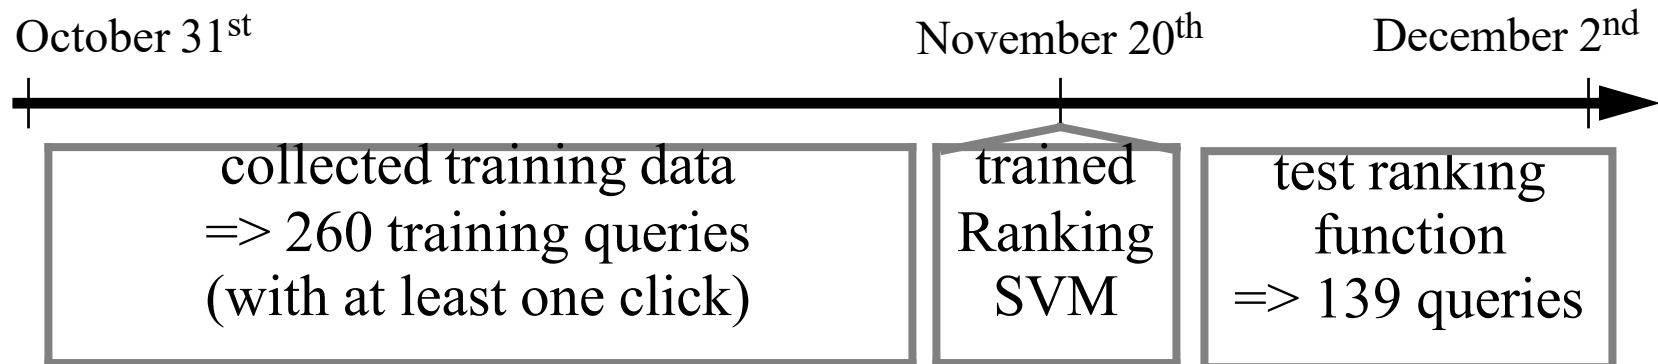 October 31st
November 20th
December 2nd
collected training data
=> 260 training queries
(with at least one click)
trained
Ranking
SVM
test ranking
function
=> 139 queries